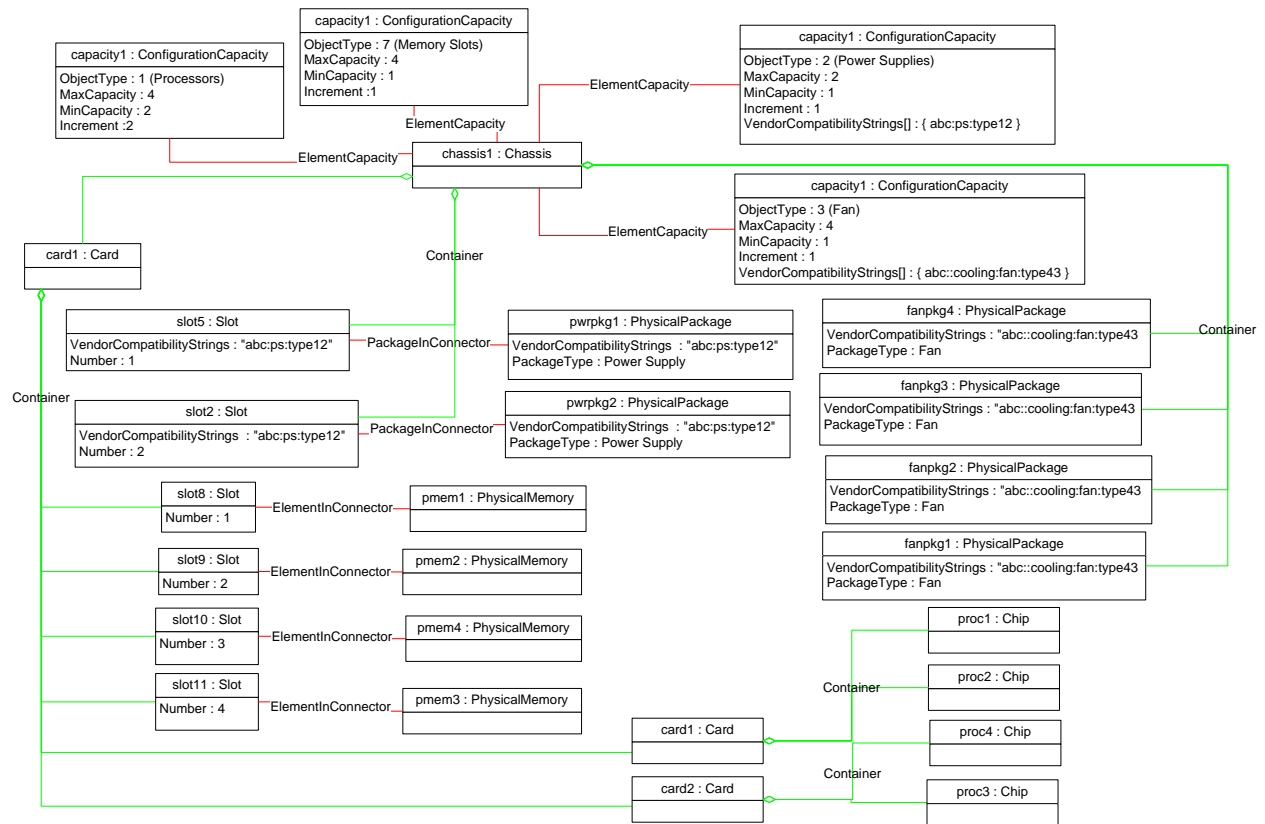 capacity1 : ConfigurationCapacity
ObjectType : 7 (Memory Slots)
MaxCapacity : 4
MinCapacity : 1
Increment :1
capacity1 : ConfigurationCapacity
ObjectType : 1 (Processors)
MaxCapacity : 4
MinCapacity : 2
Increment :2
capacity1 : ConfigurationCapacity
ObjectType : 2 (Power Supplies)
MaxCapacity : 2
MinCapacity : 1
Increment : 1
VendorCompatibilityStrings[] : { abc:ps:type12 }
ElementCapacity
ElementCapacity
ElementCapacity
chassis1 : Chassis
capacity1 : ConfigurationCapacity
ObjectType : 3 (Fan)
MaxCapacity : 4
MinCapacity : 1
Increment : 1
VendorCompatibilityStrings[] : { abc::cooling:fan:type43 }
ElementCapacity
card1 : Card
Container
slot5 : Slot
VendorCompatibilityStrings : "abc:ps:type12"
Number : 1
PackageInConnector
pwrpkg1 : PhysicalPackage
VendorCompatibilityStrings : "abc:ps:type12"
PackageType : Power Supply
fanpkg4 : PhysicalPackage
VendorCompatibilityStrings : "abc::cooling:fan:type43
PackageType : Fan
Container
Container
slot2 : Slot
VendorCompatibilityStrings : "abc:ps:type12"
Number : 2
PackageInConnector
pwrpkg2 : PhysicalPackage
VendorCompatibilityStrings : "abc:ps:type12"
PackageType : Power Supply
fanpkg3 : PhysicalPackage
VendorCompatibilityStrings : "abc::cooling:fan:type43
PackageType : Fan
fanpkg2 : PhysicalPackage
VendorCompatibilityStrings : "abc::cooling:fan:type43
PackageType : Fan
slot8 : Slot
Number : 1
ElementInConnector
pmem1 : PhysicalMemory
fanpkg1 : PhysicalPackage
VendorCompatibilityStrings : "abc::cooling:fan:type43
PackageType : Fan
slot9 : Slot
Number : 2
ElementInConnector
pmem2 : PhysicalMemory
slot10 : Slot
Number : 3
ElementInConnector
pmem4 : PhysicalMemory
slot11 : Slot
Number : 4
ElementInConnector
pmem3 : PhysicalMemory
proc1 : Chip
Container
proc2 : Chip
card1 : Card
proc4 : Chip
Container
card2 : Card
proc3 : Chip